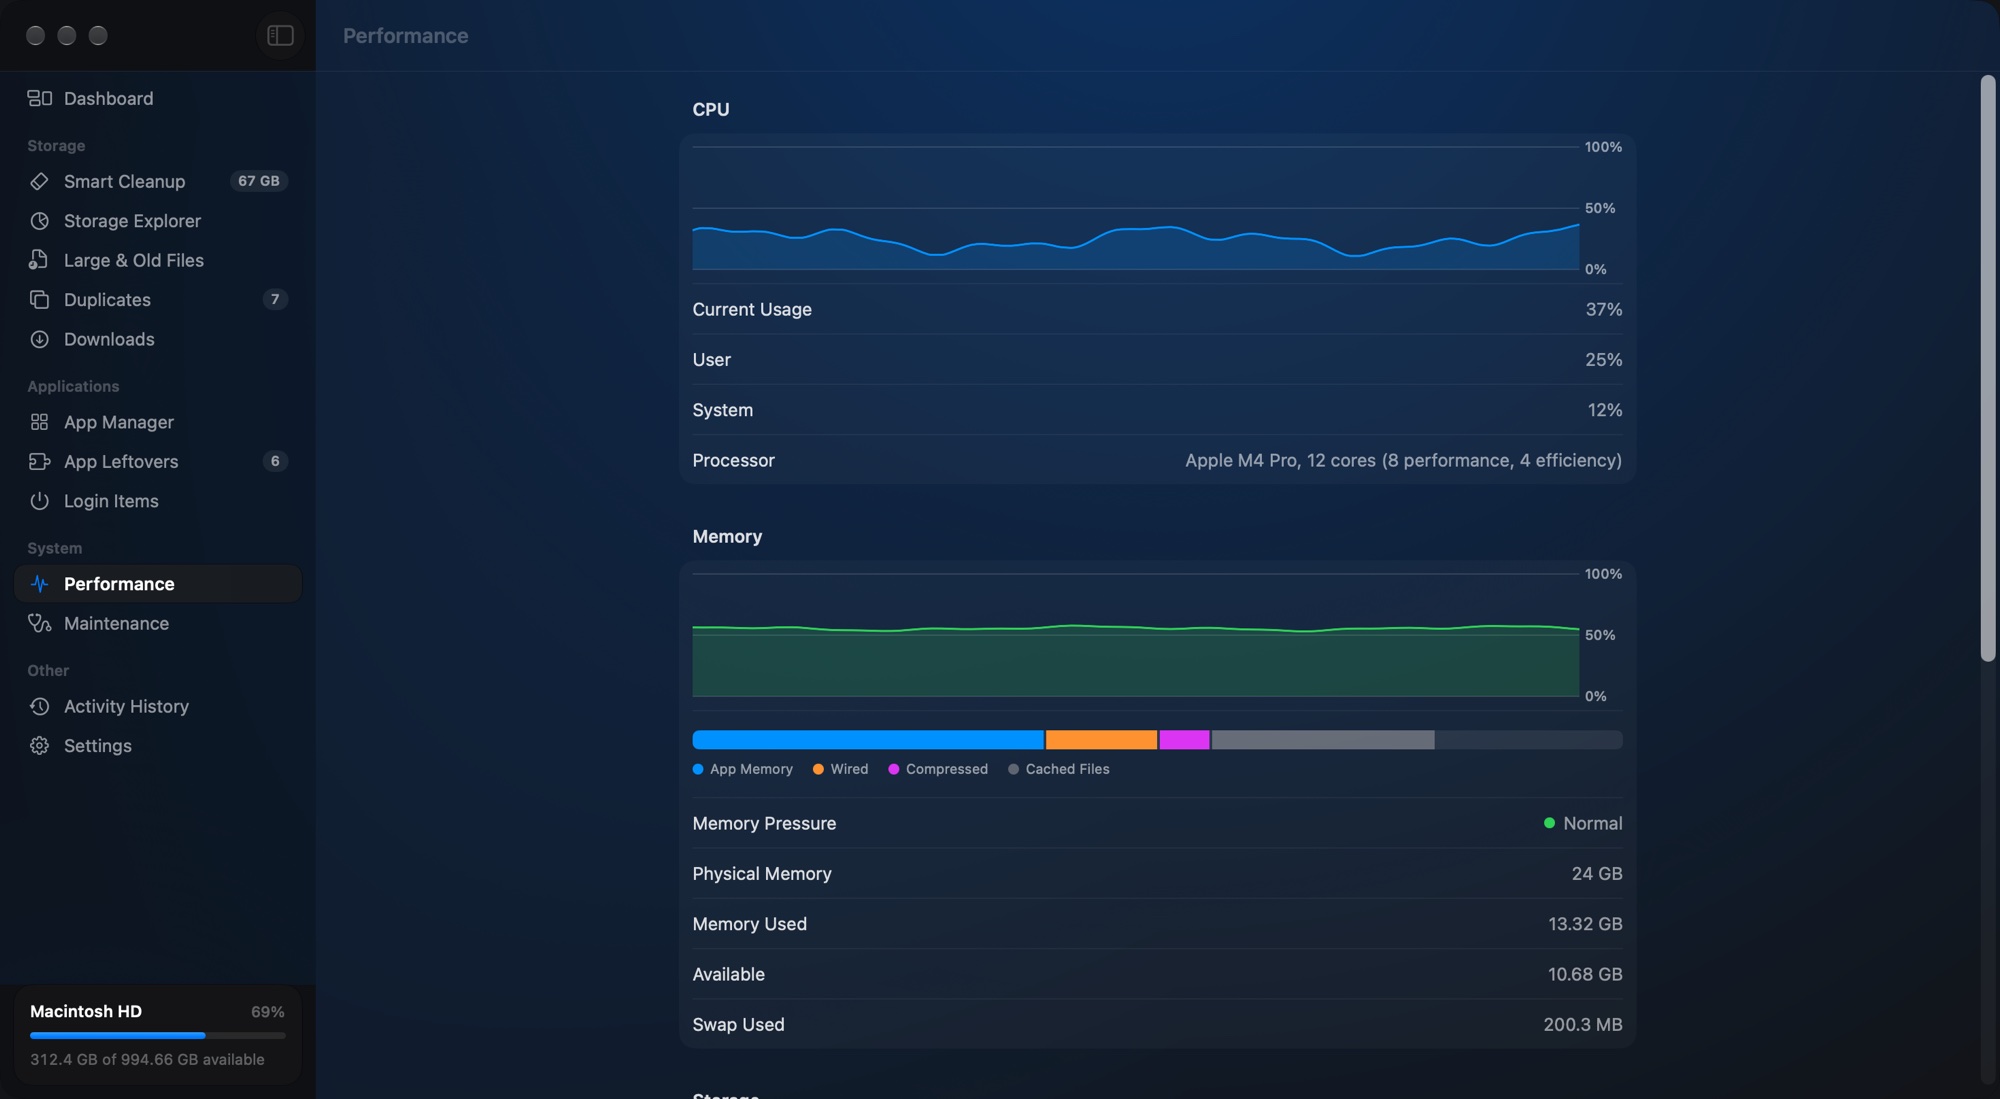 Performance
Dashboard
Storage
Smart Cleanup 67 GB
Storage Explorer
Large & Old Files
Duplicates 7
Downloads
Applications
App Manager
App Leftovers 6
Login Items
System
Performance
Maintenance
Other
Activity History
Settings
Macintosh HD 69%
312.4 GB of 994.66 GB available
CPU
100%
50%
0%
Current Usage 37%
User 25%
System 12%
Processor Apple M4 Pro, 12 cores (8 performance, 4 efficiency)
Memory
100%
50%
0%
App Memory Wired Compressed Cached Files
Memory Pressure Normal
Physical Memory 24 GB
Memory Used 13.32 GB
Available 10.68 GB
Swap Used 200.3 MB
Storage